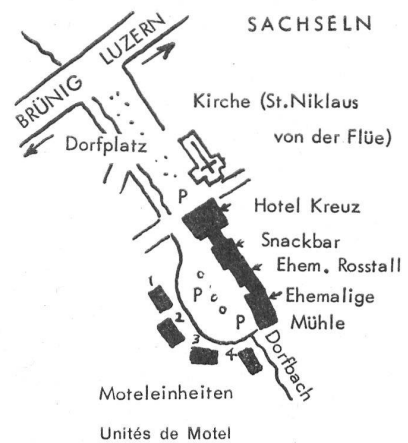 SACHSELN
LUZERN
BRÜNIG
Kirche (St.Niklaus
von der Flüe)
Dorfplatz
P
Hotel Kreuz
Snackbar
Ehem. Rosstall
Ehemalige
Mühle
P
P
1
2
3
4
Dorfbach
Moteleinheiten
Unités de Motel